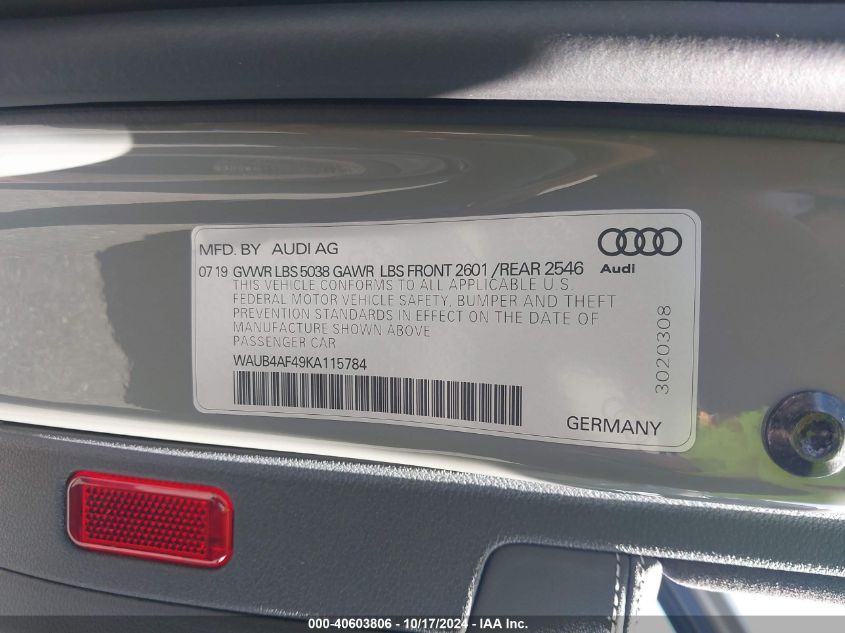 MFD. BY AUDI AG
07 19 GVWR LBS 5038 GAWR LBS FRONT 2601 /REAR 2546
Audi
THIS VEHICLE CONFORMS TO ALL APPLICABLE U.S.
FEDERAL MOTOR VEHICLE SAFETY, BUMPER AND THEFT
PREVENTION STANDARDS IN EFFECT ON THE DATE OF
MANUFACTURE SHOWN ABOVE
PASSENGER CAR
WAUB4AF49KA115784
3020308
GERMANY
000-40603806 - 10/17/2024 - IAA Inc.